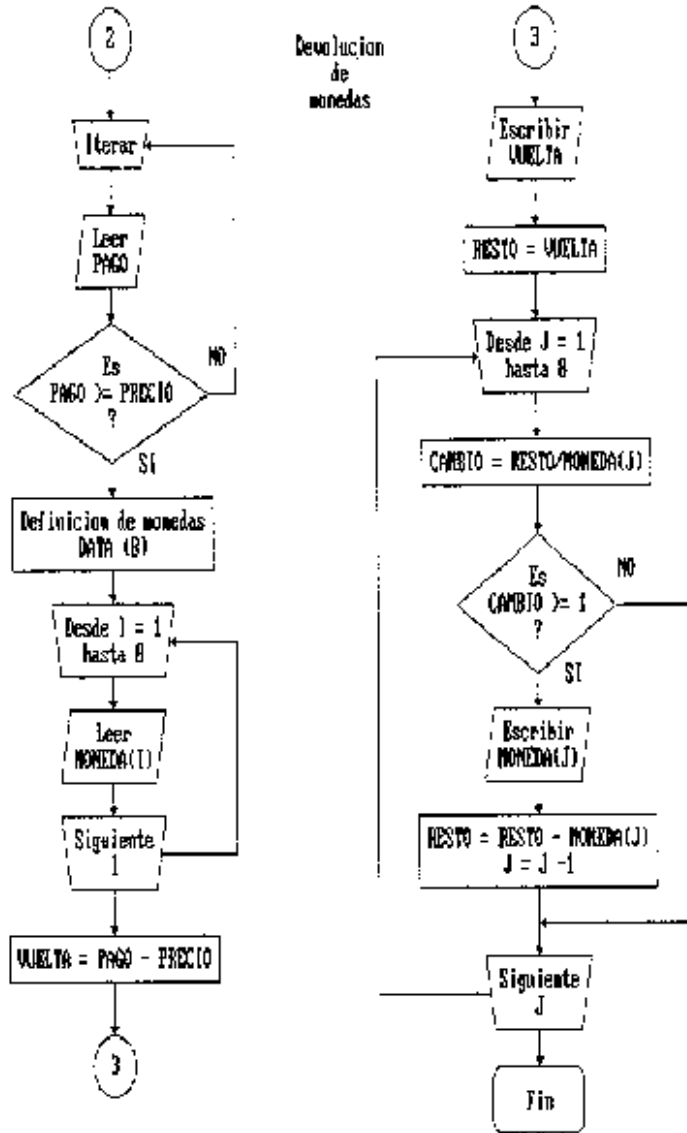 2
Iterar
Leer
PAGO
Es
PAGO >= PRECIO
?
NO
SI
Definicion de monedas
DATA (8)
Desde I = 1
hasta 8
Leer
MONEDA(I)
Siguiente
I
VUELTA = PAGO - PRECIO
3
Devolucion
de
monedas
3
Escribir
VUELTA
RESTO = VUELTA
Desde J = 1
hasta 8
CAMBIO = RESTO/MONEDA(J)
Es
CAMBIO >= 1
?
NO
SI
Escribir
MONEDA(J)
RESTO = RESTO - MONEDA(J)
J = J -1
Siguiente
J
Fin